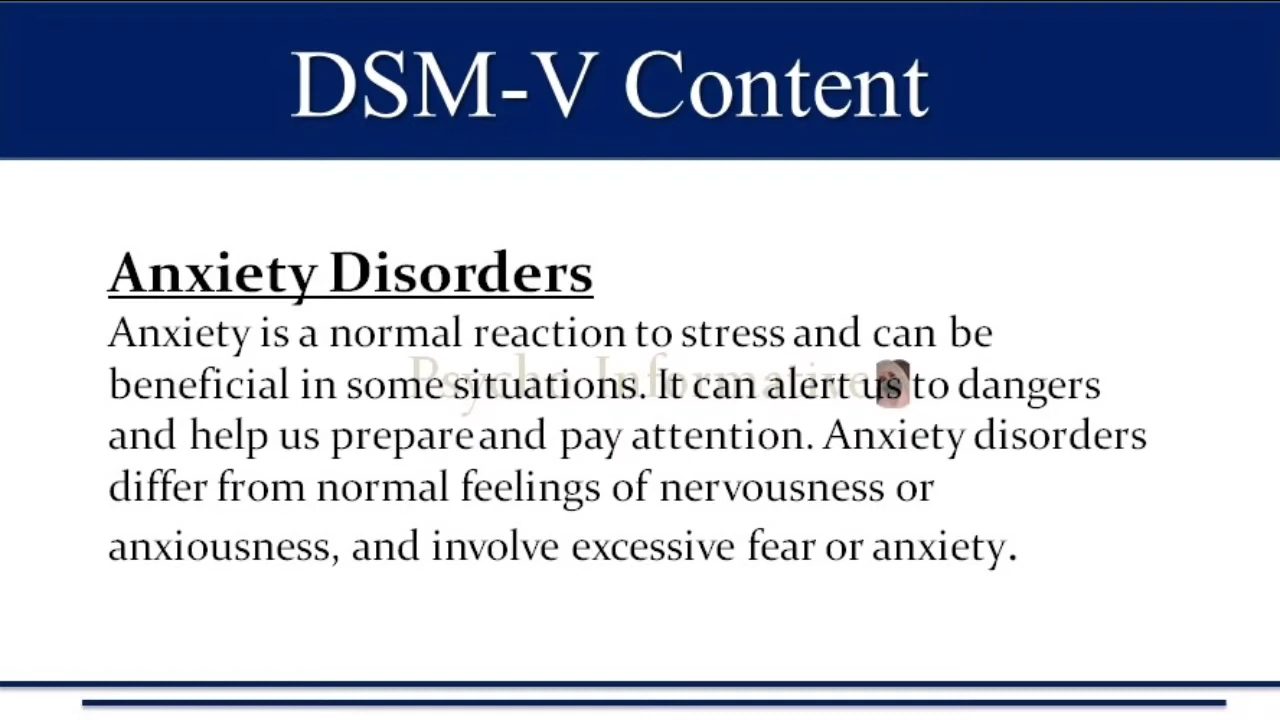 DSM-V Content
Anxiety Disorders
Anxiety is a normal reaction to stress and can be
beneficial in some situations. It can alert us to dangers
and help us prepare and pay attention. Anxiety disorders
differ from normal feelings of nervousness or
anxiousness, and involve excessive fear or anxiety.
Psycho Informative